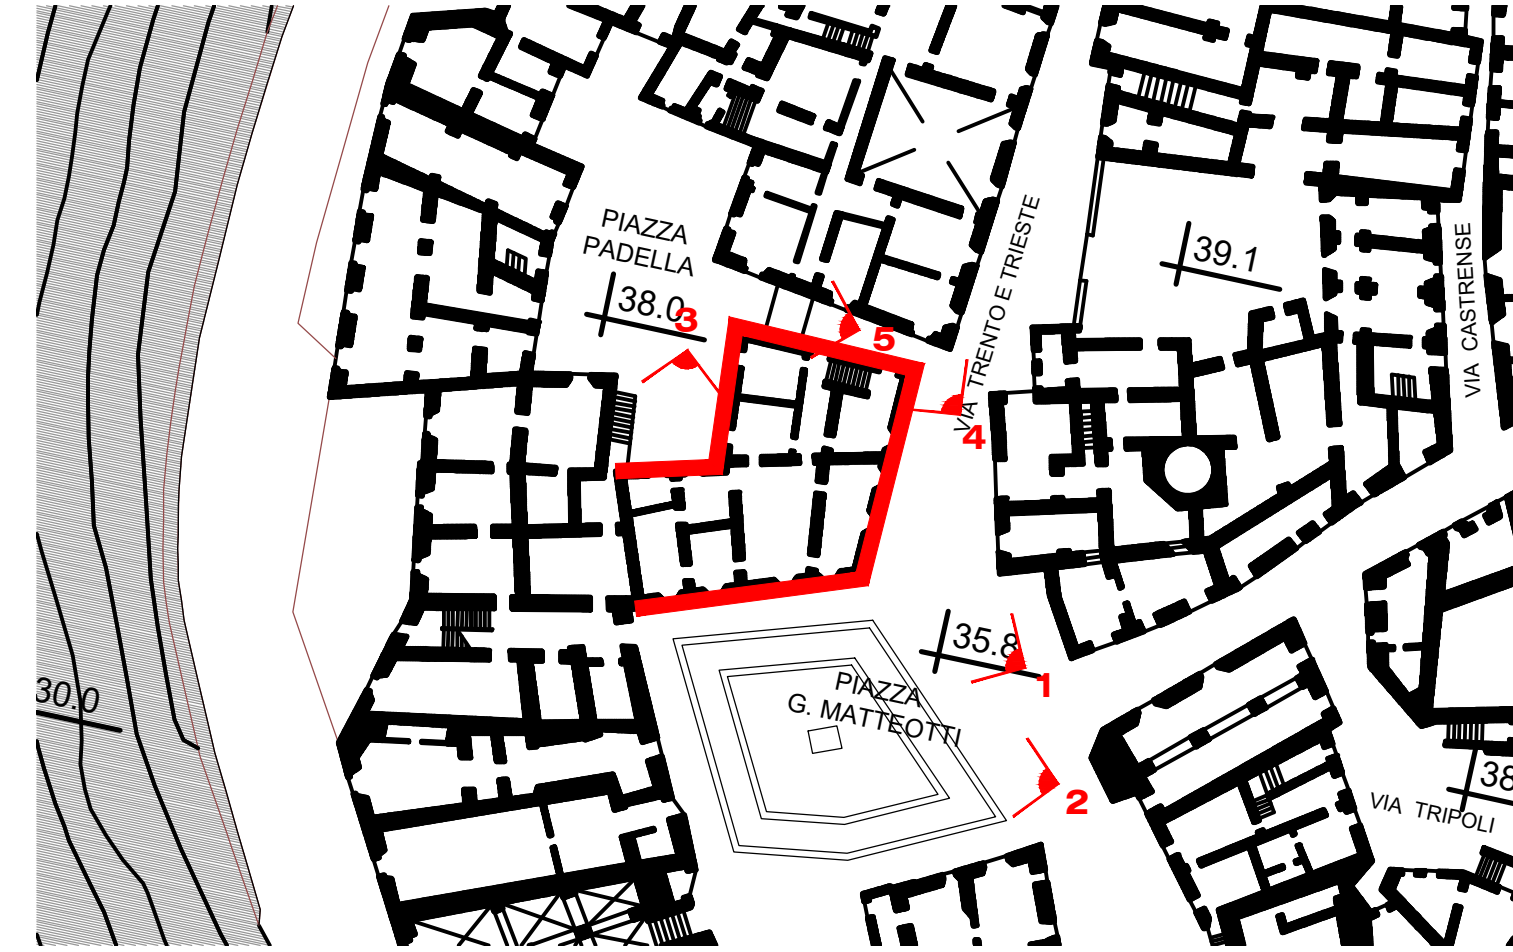 PIAZZA
PADELLA
38.0
3
5
4
VIA TRENTO E TRIESTE
39.1
VIA CASTRENSE
35.8
1
PIAZZA
G. MATTEOTTI
2
30.0
38
VIA TRIPOLI